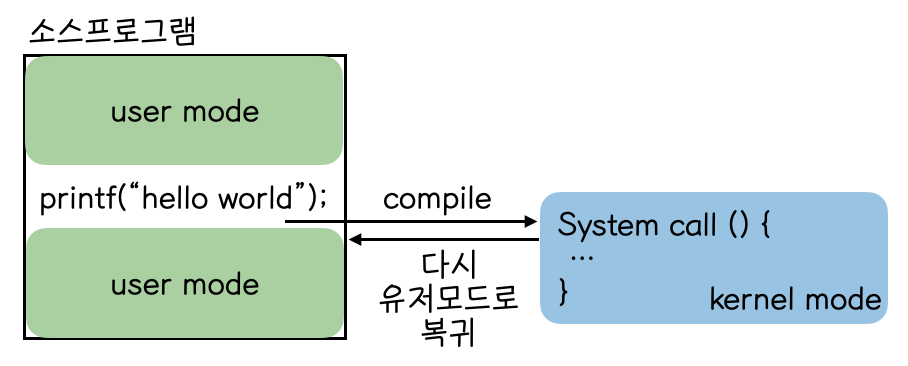 소스프로그램
user mode
printf(“hello world”);
compile
System call () {
...
}
kernel mode
다시
유저모드로
복귀
user mode